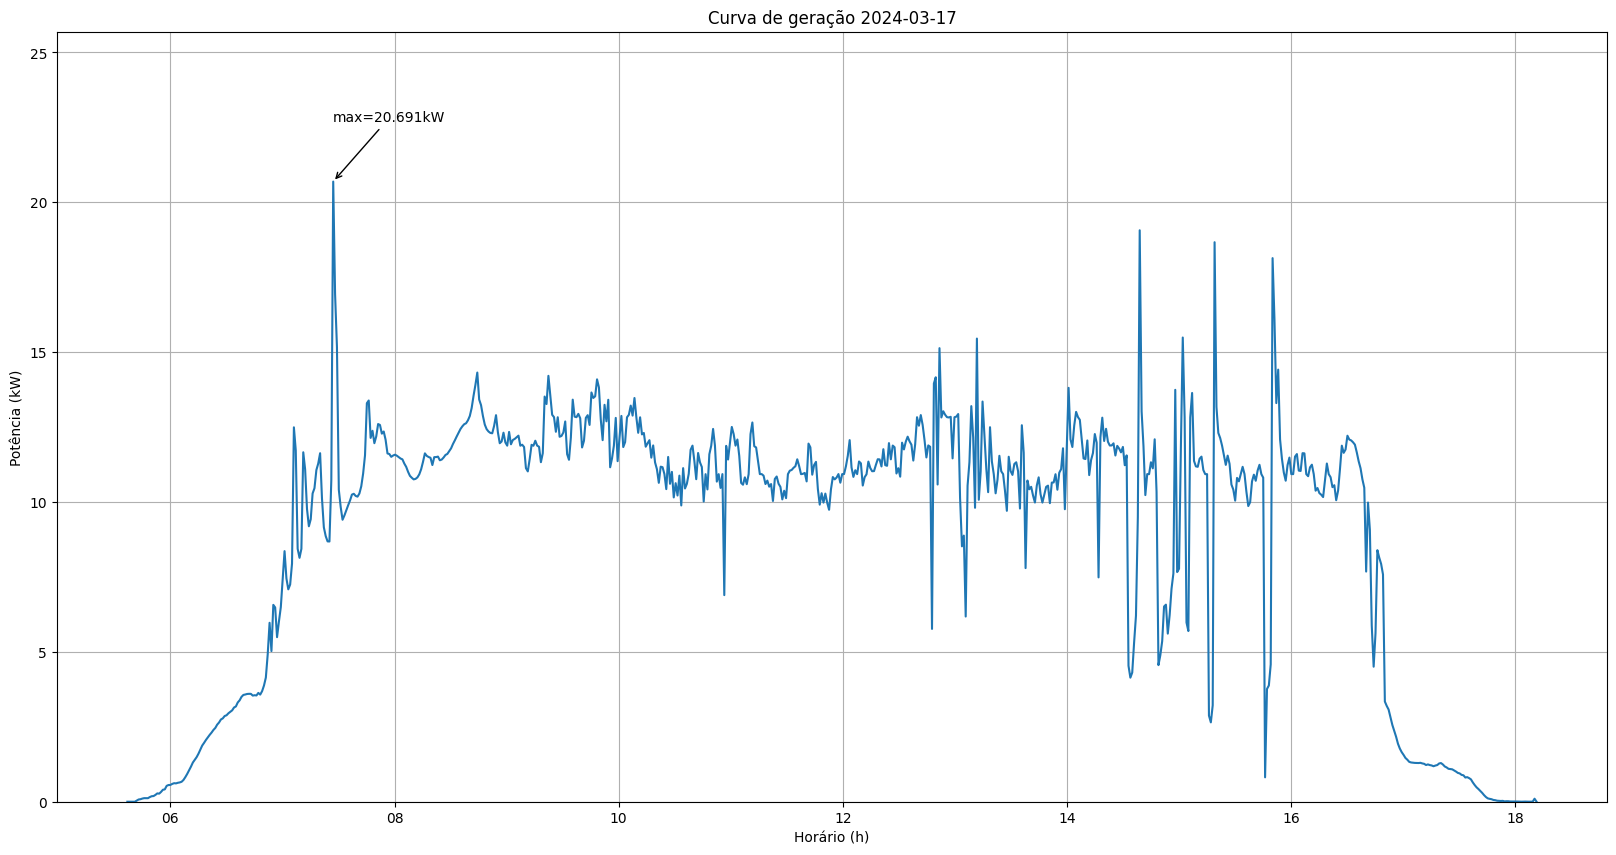 Curva de geração 2024-03-17
25
max=20.691kW
20
15
Potência (kW)
10
5
0
06 08 10 12 14 16 18
Horário (h)